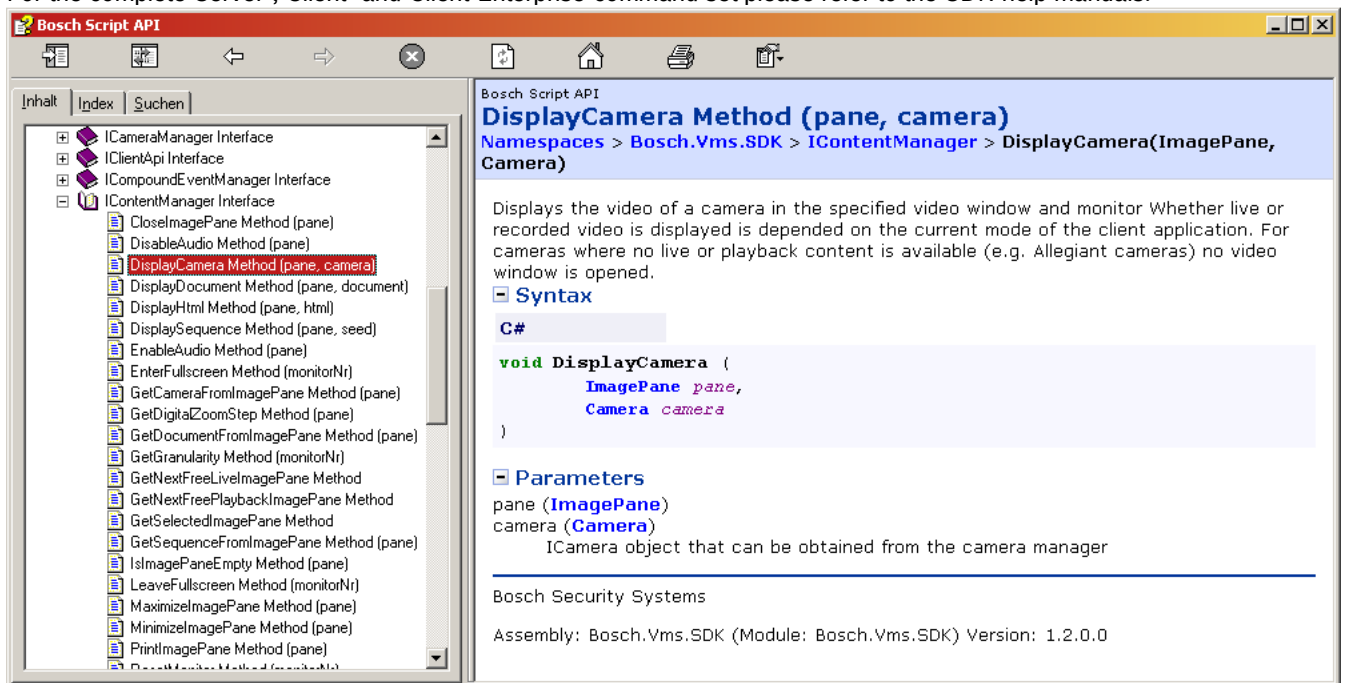 Bosch Script API
Inhalt Index Suchen
ICameraManager Interface
IClientApi Interface
ICompoundEventManager Interface
IContentManager Interface
CloseImagePane Method (pane)
DisableAudio Method (pane)
DisplayCamera Method (pane, camera)
DisplayDocument Method (pane, document)
DisplayHtml Method (pane, html)
DisplaySequence Method (pane, seed)
EnableAudio Method (pane)
EnterFullscreen Method (monitorNr)
GetCameraFromImagePane Method (pane)
GetDigitalZoomStep Method (pane)
GetDocumentFromImagePane Method (pane)
GetGranularity Method (monitorNr)
GetNextFreeLiveImagePane Method
GetNextFreePlaybackImagePane Method
GetSelectedImagePane Method
GetSequenceFromImagePane Method (pane)
IsImagePaneEmpty Method (pane)
LeaveFullscreen Method (monitorNr)
MaximizeImagePane Method (pane)
MinimizeImagePane Method (pane)
PrintImagePane Method (pane)
Bosch Script API
DisplayCamera Method (pane, camera)
Namespaces > Bosch.Vms.SDK > IContentManager > DisplayCamera(ImagePane,
Camera)
Displays the video of a camera in the specified video window and monitor Whether live or
recorded video is displayed is depended on the current mode of the client application. For
cameras where no live or playback content is available (e.g. Allegiant cameras) no video
window is opened.
Syntax
C#
void DisplayCamera (
ImagePane pane,
Camera camera
)
Parameters
pane (ImagePane)
camera (Camera)
ICamera object that can be obtained from the camera manager
Bosch Security Systems
Assembly: Bosch.Vms.SDK (Module: Bosch.Vms.SDK) Version: 1.2.0.0